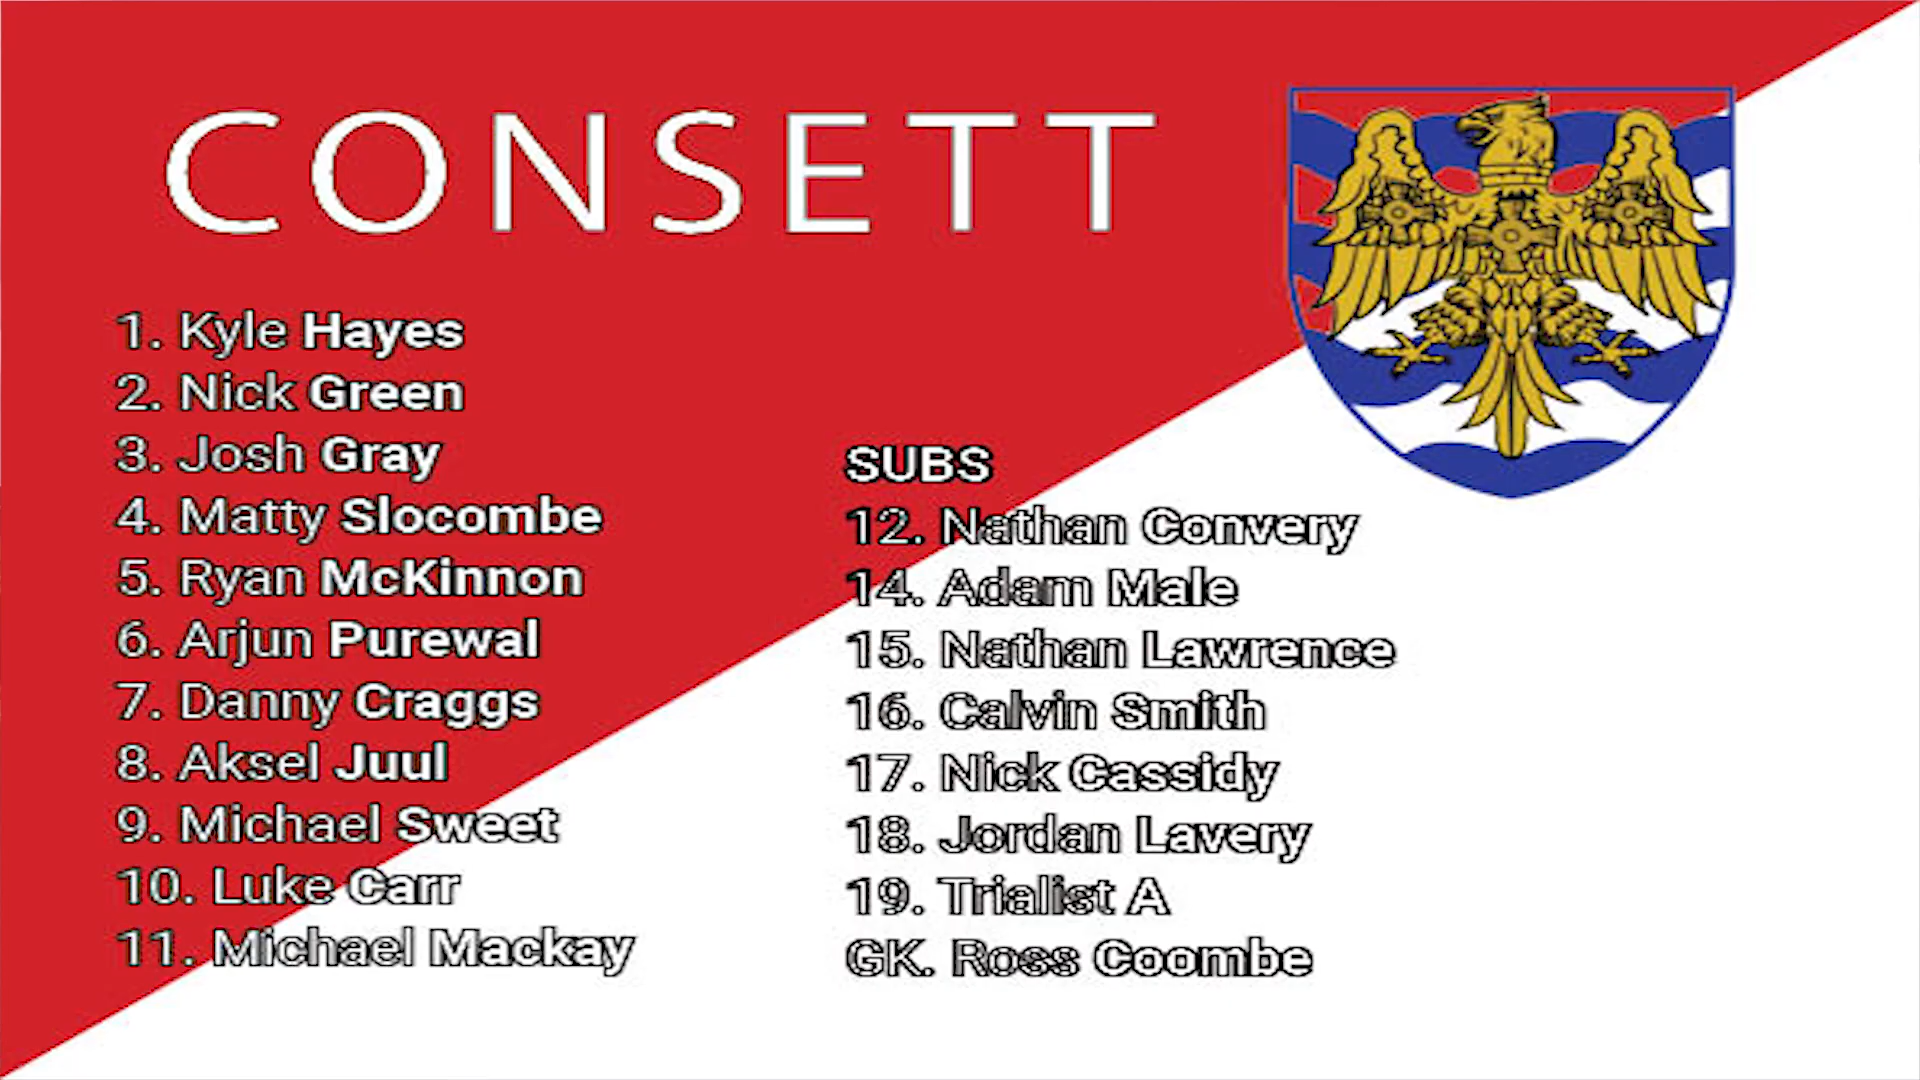 CONSETT
1. Kyle Hayes
2. Nick Green
3. Josh Gray
4. Matty Slocombe
5. Ryan McKinnon
6. Arjun Purewal
7. Danny Craggs
8. Aksel Juul
9. Michael Sweet
10. Luke Carr
11. Michael Mackay
SUBS
12. Nathan Convery
14. Adam Male
15. Nathan Lawrence
16. Calvin Smith
17. Nick Cassidy
18. Jordan Lavery
19. Trialist A
GK. Ross Coombe